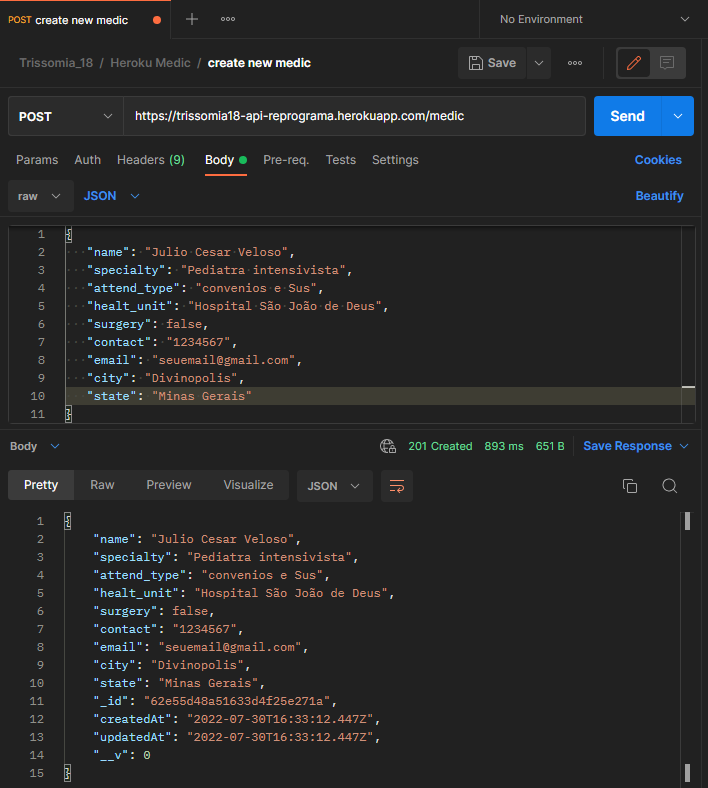 POST create new medic
No Environment
Trissomia_18 / Heroku Medic / create new medic
Save
POST https://trissomia18-api-reprograma.herokuapp.com/medic Send
Params Auth Headers (9) Body Pre-req. Tests Settings Cookies
raw JSON Beautify
1 {
2 "name": "Julio Cesar Veloso",
3 "specialty": "Pediatra intensivista",
4 "attend_type": "convenios e Sus",
5 "healt_unit": "Hospital São João de Deus",
6 "surgery": false,
7 "contact": "1234567",
8 "email": "seuemail@gmail.com",
9 "city": "Divinopolis",
10 "state": "Minas Gerais"
11 }
Body 201 Created 893 ms 651 B Save Response
Pretty Raw Preview Visualize JSON
1 {
2 "name": "Julio Cesar Veloso",
3 "specialty": "Pediatra intensivista",
4 "attend_type": "convenios e Sus",
5 "healt_unit": "Hospital São João de Deus",
6 "surgery": false,
7 "contact": "1234567",
8 "email": "seuemail@gmail.com",
9 "city": "Divinopolis",
10 "state": "Minas Gerais",
11 "_id": "62e55d48a51633d4f25e271a",
12 "createdAt": "2022-07-30T16:33:12.447Z",
13 "updatedAt": "2022-07-30T16:33:12.447Z",
14 "__v": 0
15 }